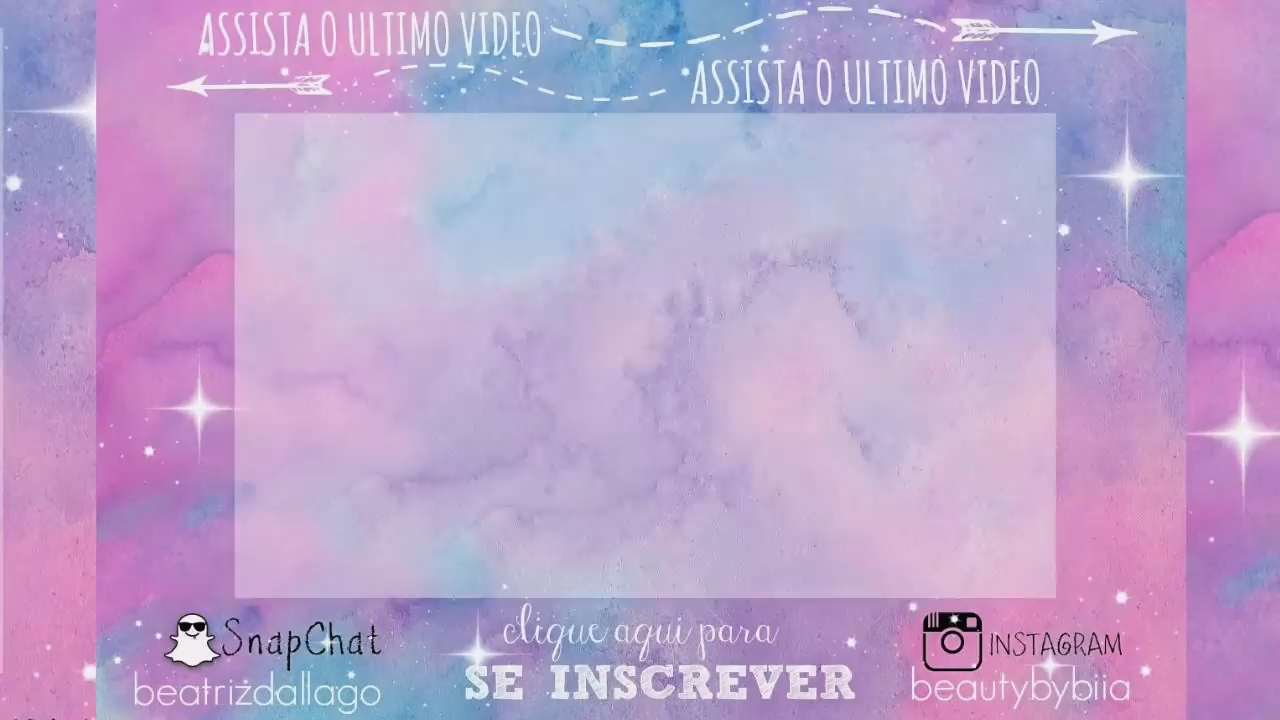 ASSISTA O ULTIMO VIDEO
ASSISTA O ULTIMO VIDEO
SnapChat
beatrizdallago
clique aqui para
SE INSCREVER
INSTAGRAM
beautybybiia